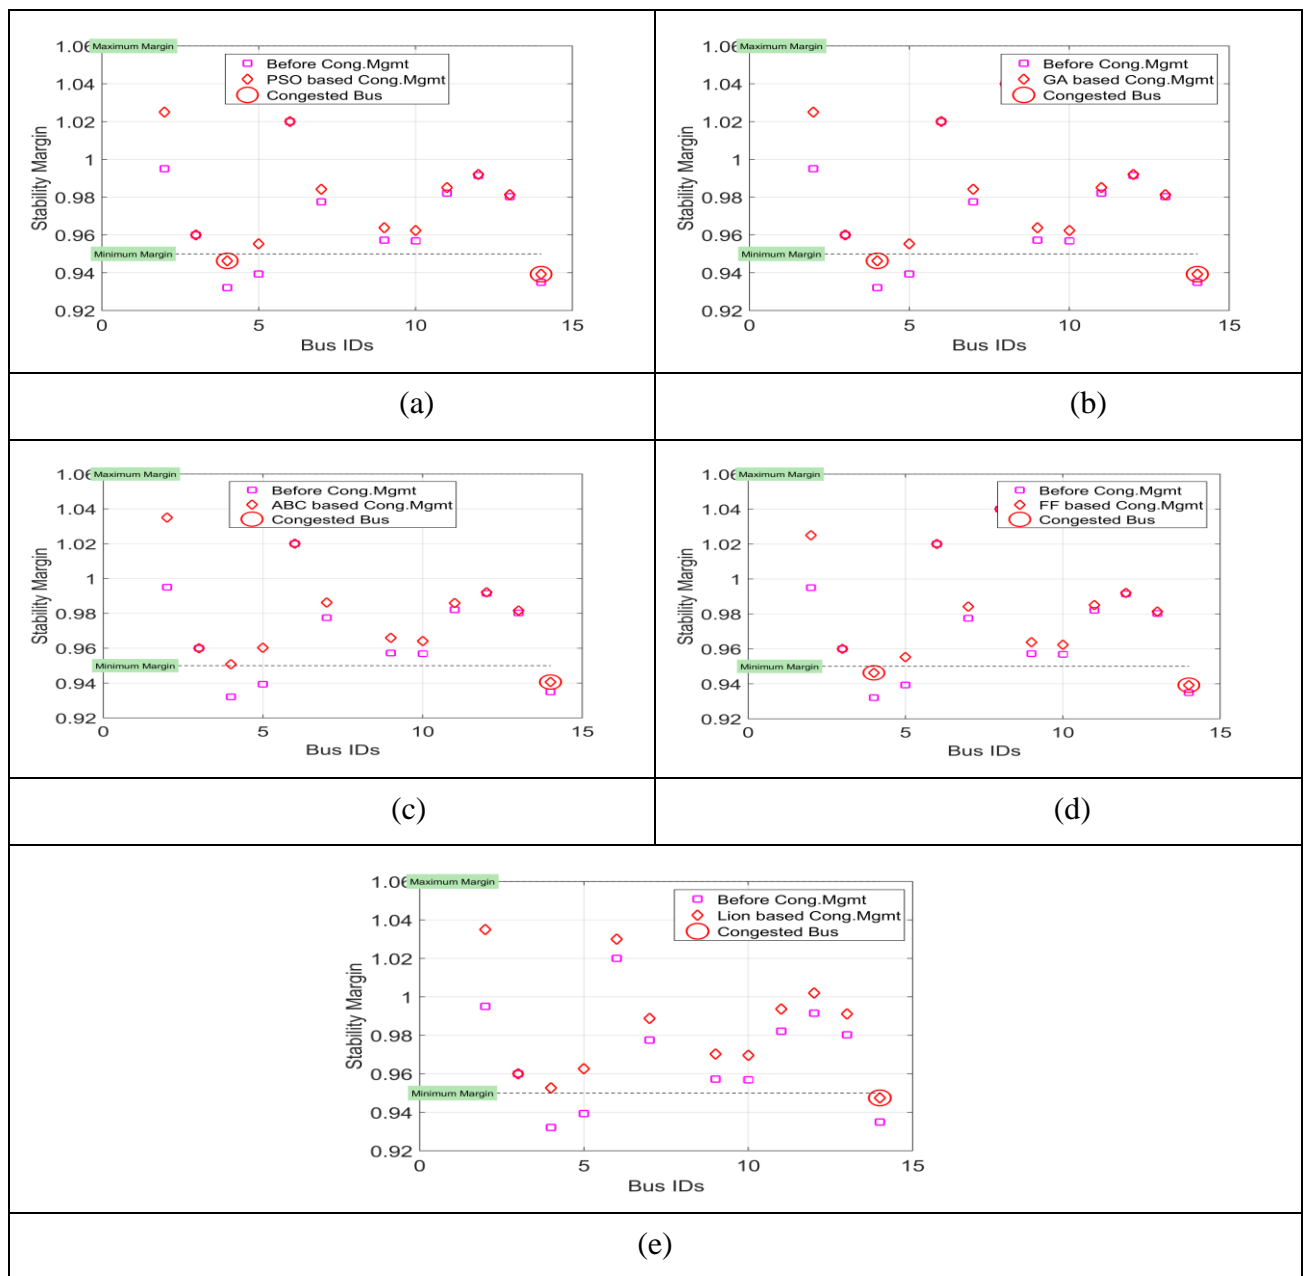 1.06
Maximum Margin
Before Cong.Mgmt
PSO based Cong.Mgmt
Congested Bus
1.04
1.02
1
0.98
0.96
Minimum Margin
0.94
0.92
Stability Margin
0
5
10
15
Bus IDs
1.06
Maximum Margin
Before Cong.Mgmt
GA based Cong.Mgmt
Congested Bus
1.04
1.02
1
0.98
0.96
Minimum Margin
0.94
0.92
Stability Margin
0
5
10
15
Bus IDs
(a)
(b)
1.06
Maximum Margin
Before Cong.Mgmt
ABC based Cong.Mgmt
Congested Bus
1.04
1.02
1
0.98
0.96
Minimum Margin
0.94
0.92
Stability Margin
0
5
10
15
Bus IDs
1.06
Maximum Margin
Before Cong.Mgmt
FF based Cong.Mgmt
Congested Bus
1.04
1.02
1
0.98
0.96
Minimum Margin
0.94
0.92
Stability Margin
0
5
10
15
Bus IDs
(c)
(d)
1.06
Maximum Margin
Before Cong.Mgmt
Lion based Cong.Mgmt
Congested Bus
1.04
1.02
1
0.98
0.96
Minimum Margin
0.94
0.92
Stability Margin
0
5
10
15
Bus IDs
(e)